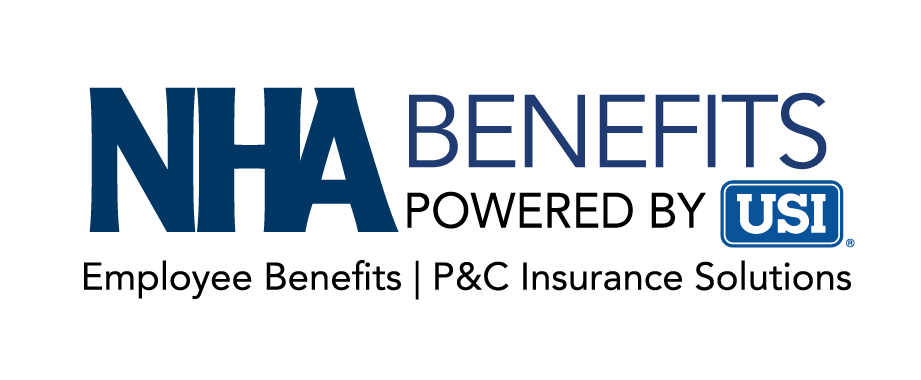 NHA BENEFITS
POWERED BY USI®
Employee Benefits | P&C Insurance Solutions